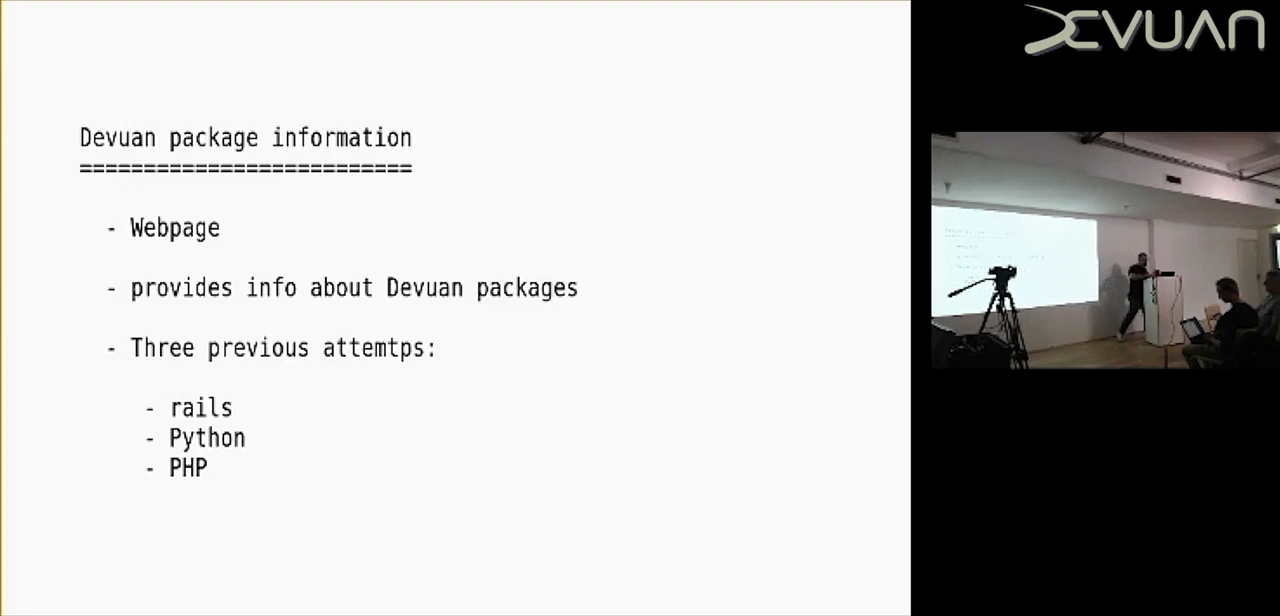 Devuan package information
==========================
- Webpage
- provides info about Devuan packages
- Three previous attemtps:
- rails
- Python
- PHP
DEVUAN